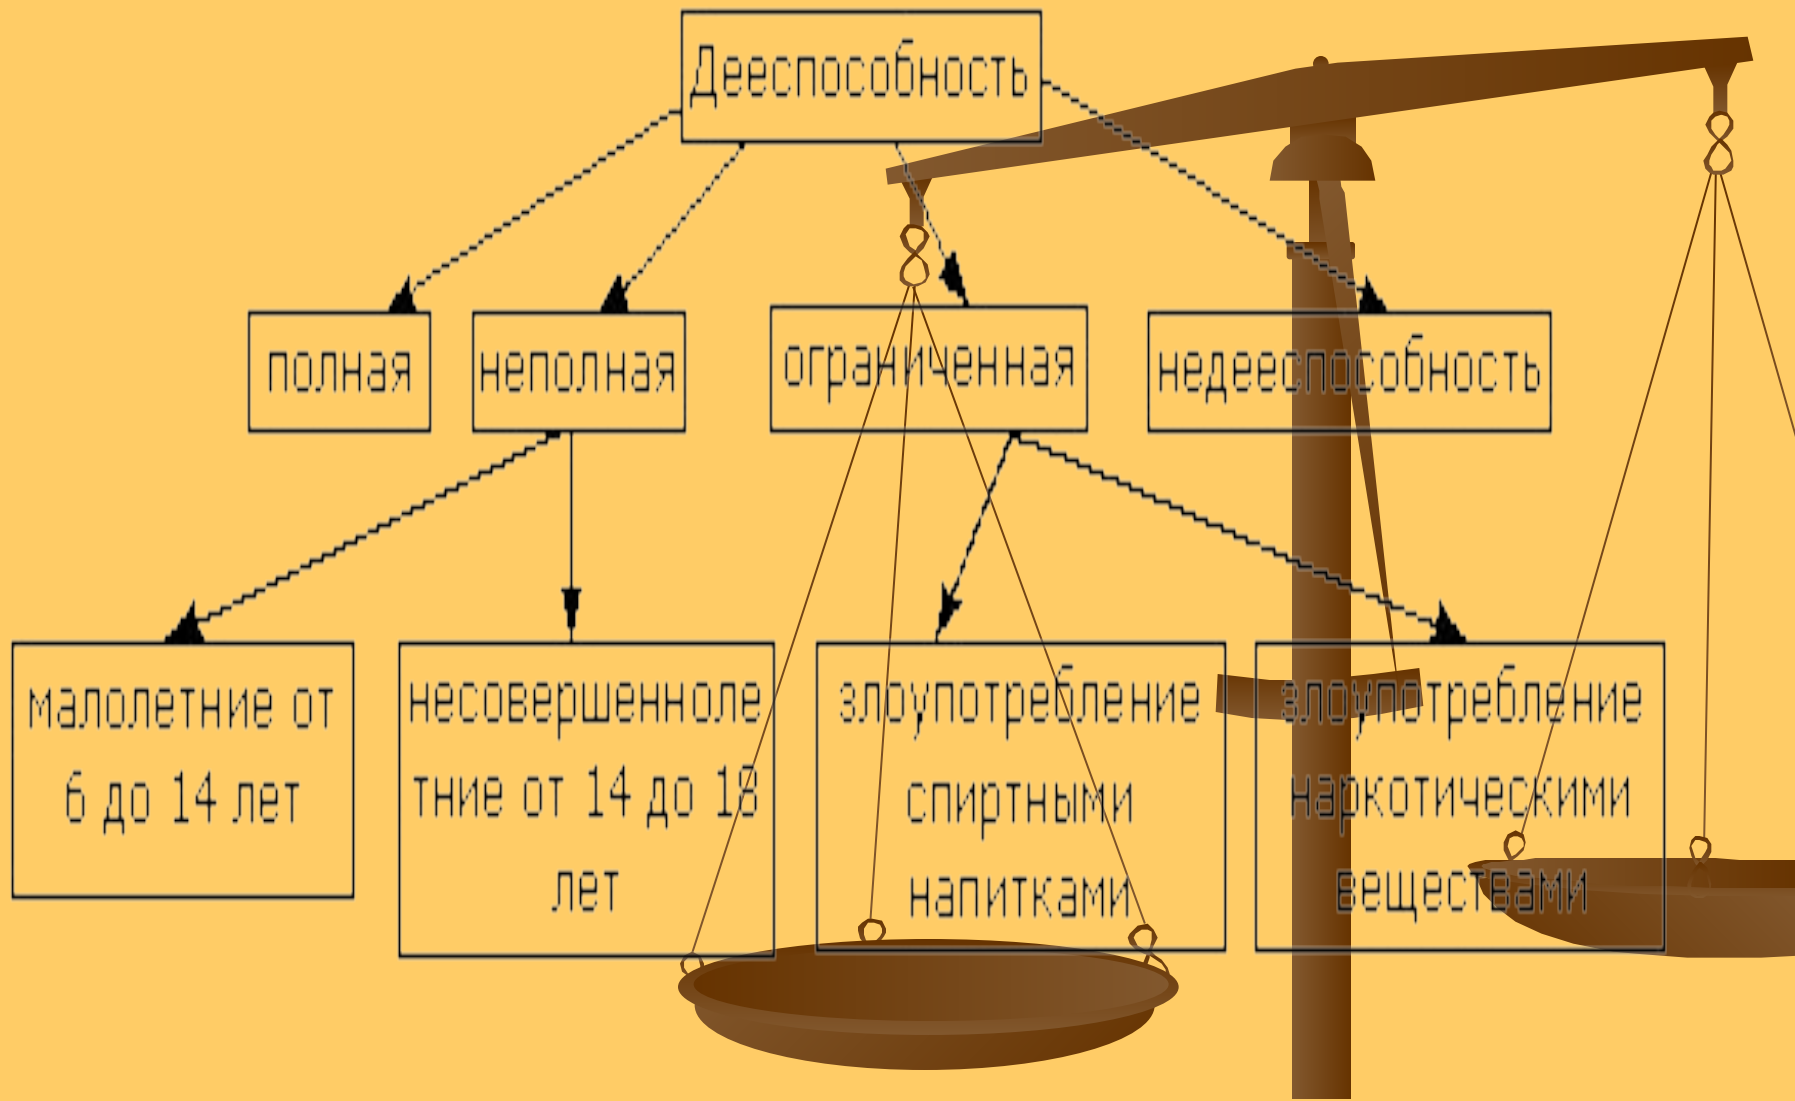 Дееспособность
полная
неполная
ограниченная
недееспособность
малолетние от
6 до 14 лет
несовершенноле
тние от 14 до 18
лет
злоупотребление
спиртными
напитками
злоупотребление
наркотическими
веществами